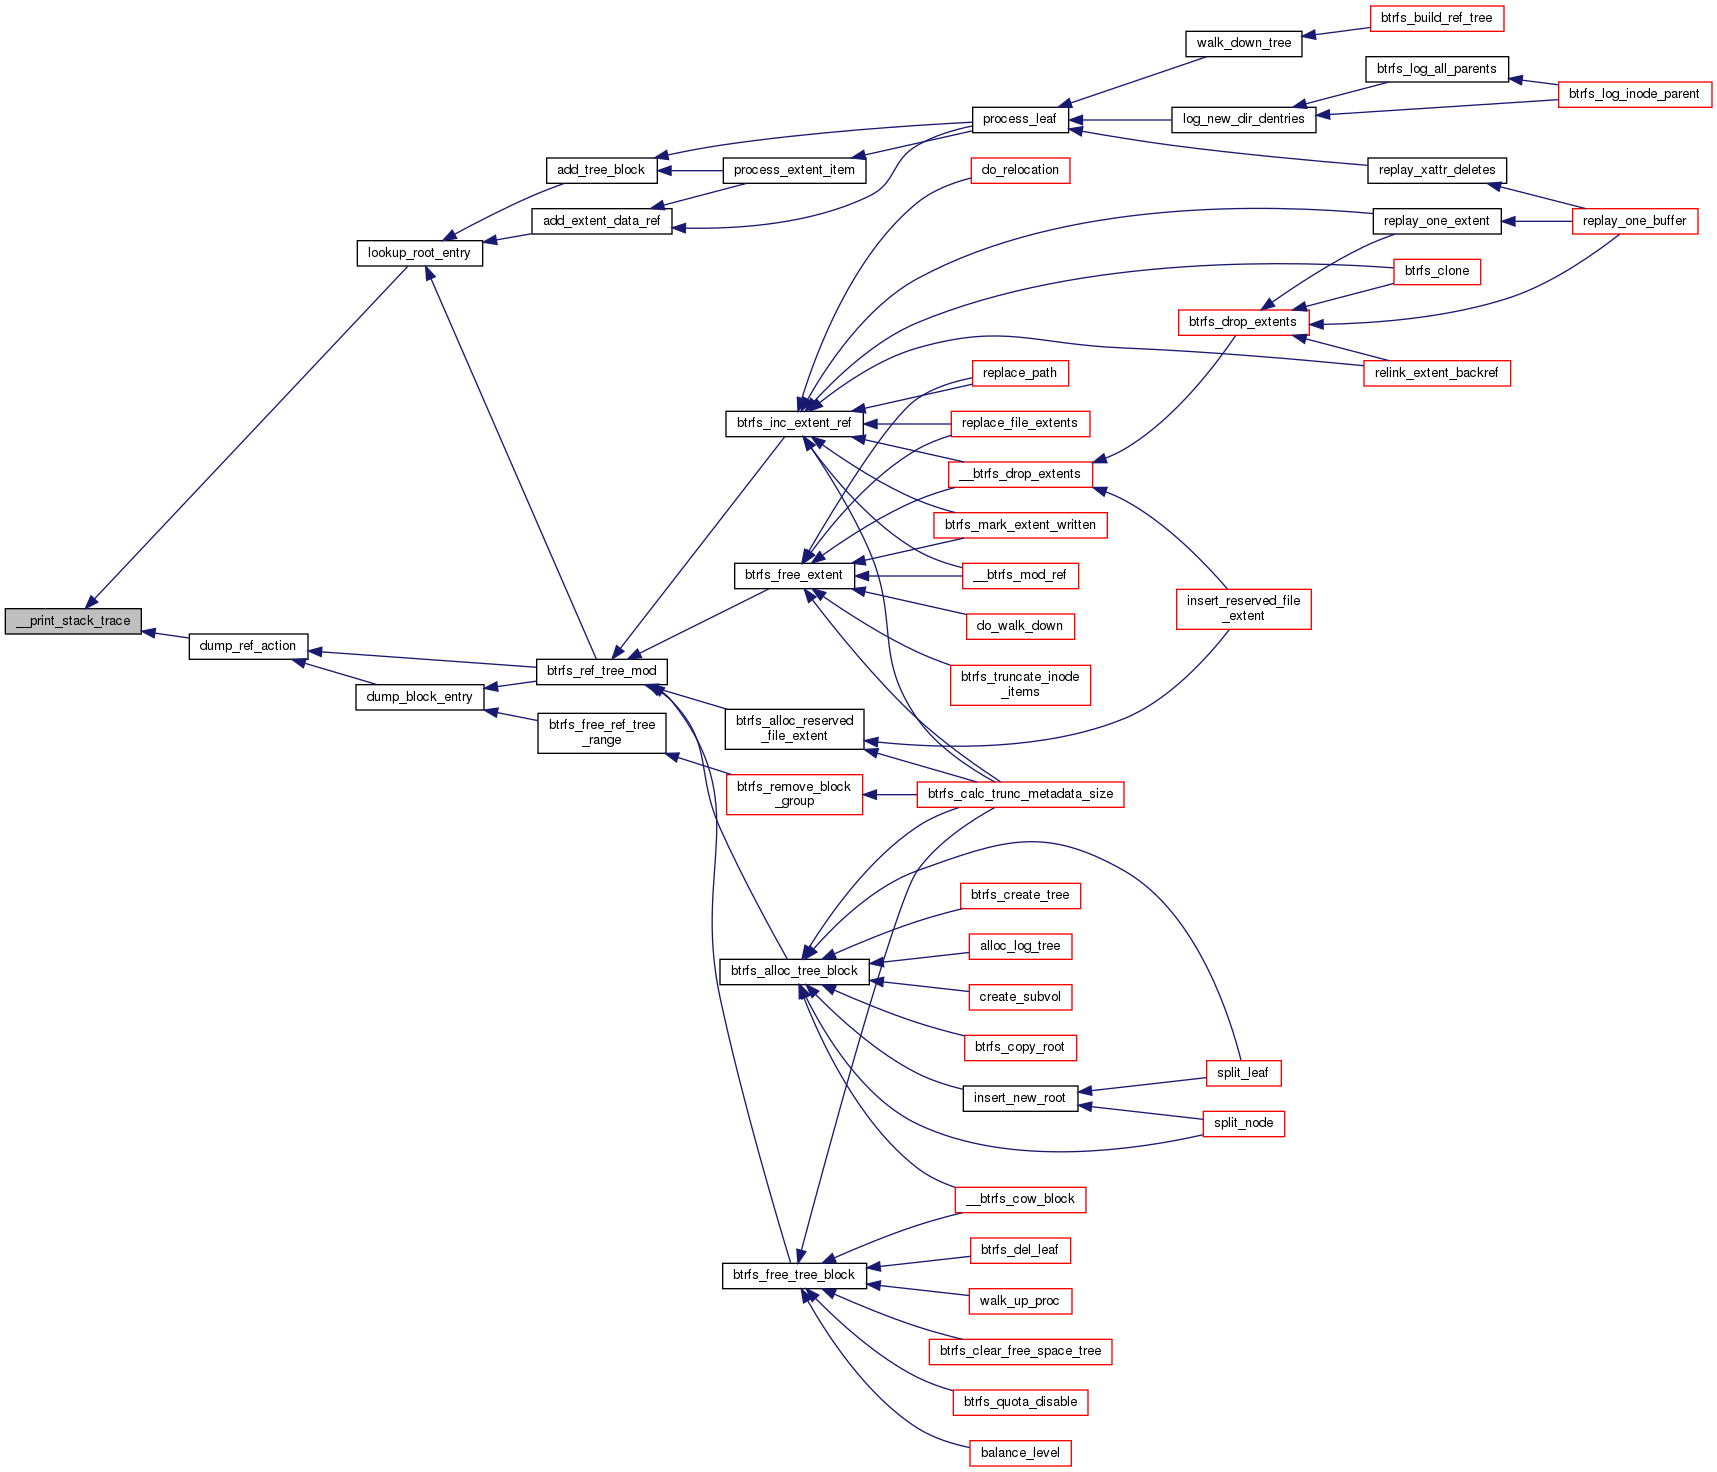 btrfs_build_ref_tree
walk_down_tree
btrfs_log_all_parents
btrfs_log_inode_parent
process_leaf
log_new_dir_dentries
add_tree_block
process_extent_item
do_relocation
replay_xattr_deletes
add_extent_data_ref
replay_one_extent
replay_one_buffer
lookup_root_entry
btrfs_clone
btrfs_drop_extents
replace_path
relink_extent_backref
btrfs_inc_extent_ref
replace_file_extents
__btrfs_drop_extents
btrfs_mark_extent_written
btrfs_free_extent
__btrfs_mod_ref
insert_reserved_file
_extent
__print_stack_trace
do_walk_down
dump_ref_action
btrfs_ref_tree_mod
btrfs_truncate_inode
_items
dump_block_entry
btrfs_free_ref_tree
_range
btrfs_alloc_reserved
_file_extent
btrfs_remove_block
_group
btrfs_calc_trunc_metadata_size
btrfs_create_tree
alloc_log_tree
btrfs_alloc_tree_block
create_subvol
btrfs_copy_root
split_leaf
insert_new_root
split_node
__btrfs_cow_block
btrfs_del_leaf
btrfs_free_tree_block
walk_up_proc
btrfs_clear_free_space_tree
btrfs_quota_disable
balance_level